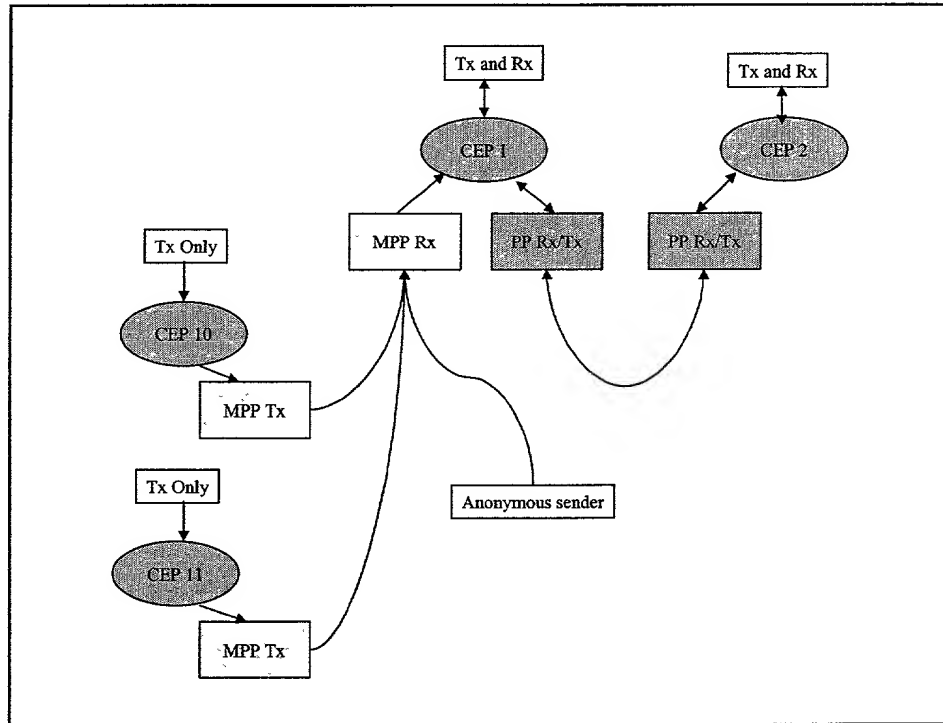 Tx and Rx
Tx and Rx
CEP 1
CEP 2
MPP Rx
PP Rx/Tx
PP Rx/Tx
Tx Only
CEP 10
MPP Tx
Tx Only
Anonymous sender
CEP 11
MPP Tx